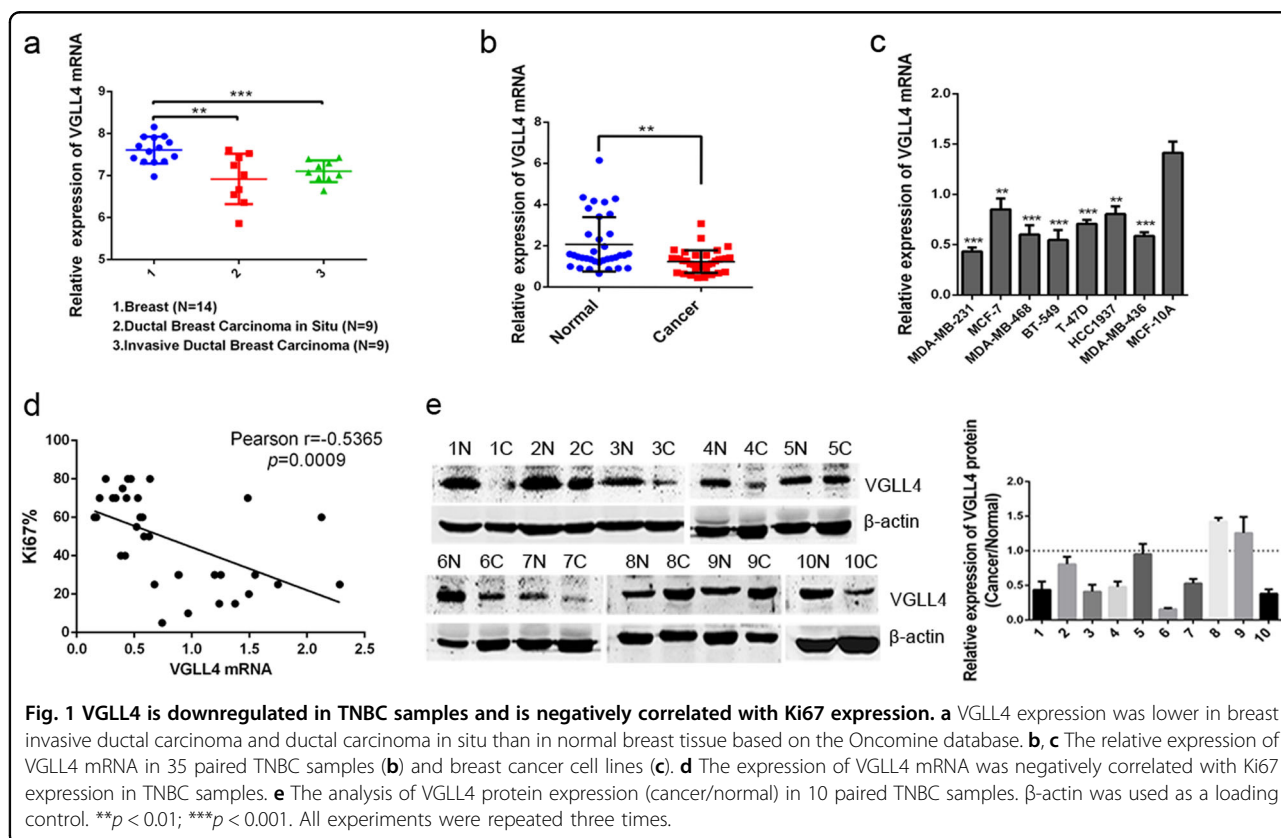 a
Relative expression of VGLL4 mRNA
9
8
7
6
5
**
***
1
2
3
1.Breast (N=14)
2.Ductal Breast Carcinoma in Situ (N=9)
3.Invasive Ductal Breast Carcinoma (N=9)
b
Relative expression of VGLL4 mRNA
8
6
4
2
0
**
Normal
Cancer
c
Relative expression of VGLL4 mRNA
2.0
1.5
1.0
0.5
0.0
***
**
***
***
***
**
***
MDA-MB-231
MCF-7
MDA-MB-468
BT-549
T-47D
HCC1937
MDA-MB-436
MCF-10A
d
Ki67%
100
80
60
40
20
0
Pearson r=-0.5365
p=0.0009
0.0 0.5 1.0 1.5 2.0 2.5
VGLL4 mRNA
e
1N 1C 2N 2C 3N 3C 4N 4C 5N 5C
VGLL4
β-actin
6N 6C 7N 7C 8N 8C 9N 9C 10N 10C
VGLL4
β-actin
Relative expression of VGLL4 protein
(Cancer/Normal)
2.0
1.5
1.0
0.5
0.0
1 2 3 4 5 6 7 8 9 10
Fig. 1 VGLL4 is downregulated in TNBC samples and is negatively correlated with Ki67 expression. a VGLL4 expression was lower in breast
invasive ductal carcinoma and ductal carcinoma in situ than in normal breast tissue based on the Oncomine database. b, c The relative expression of
VGLL4 mRNA in 35 paired TNBC samples (b) and breast cancer cell lines (c). d The expression of VGLL4 mRNA was negatively correlated with Ki67
expression in TNBC samples. e The analysis of VGLL4 protein expression (cancer/normal) in 10 paired TNBC samples. β-actin was used as a loading
control. **p < 0.01; ***p < 0.001. All experiments were repeated three times.